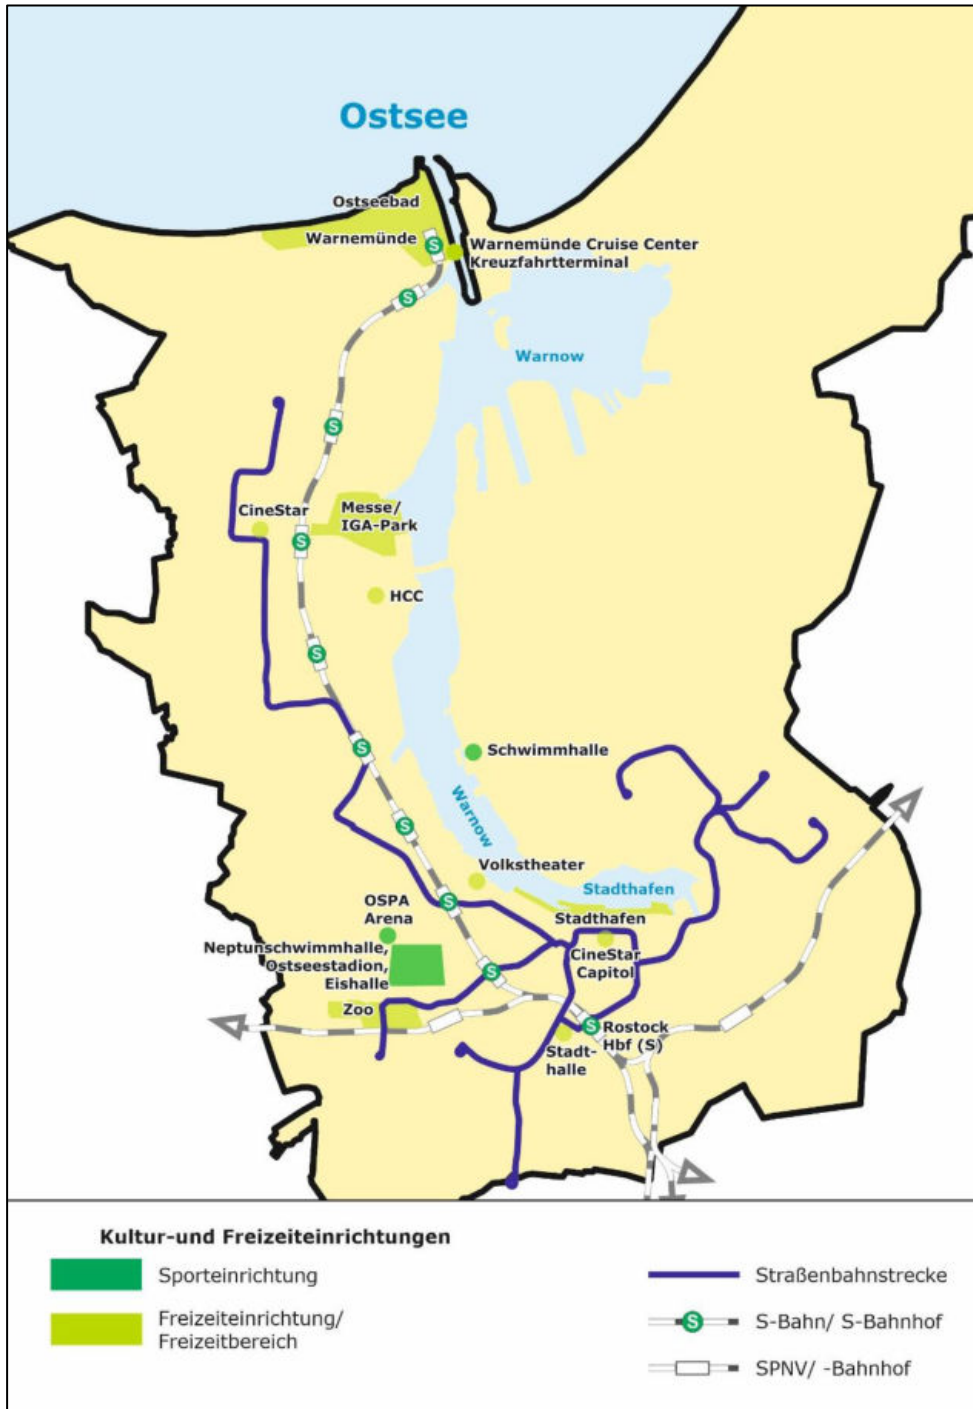 Ostsee
Ostseebad
Warnemünde
S
Warnemünde Cruise Center
Kreuzfahrtterminal
S
Warnow
S
CineStar
Messe/
IGA-Park
S
HCC
S
S
Schwimmhalle
Warnow
S
Volkstheater
Stadthafen
S
OSPA
Arena
Stadthafen
Neptunschwimmhalle,
Ostseestadion,
Eishalle
CineStar
Capitol
S
Zoo
S
Rostock
Hbf (S)
Stadt-
halle
Kultur-und Freizeiteinrichtungen
Sporteinrichtung
Freizeiteinrichtung/
Freizeitbereich
Straßenbahnstrecke
S
S-Bahn/ S-Bahnhof
SPNV/ -Bahnhof